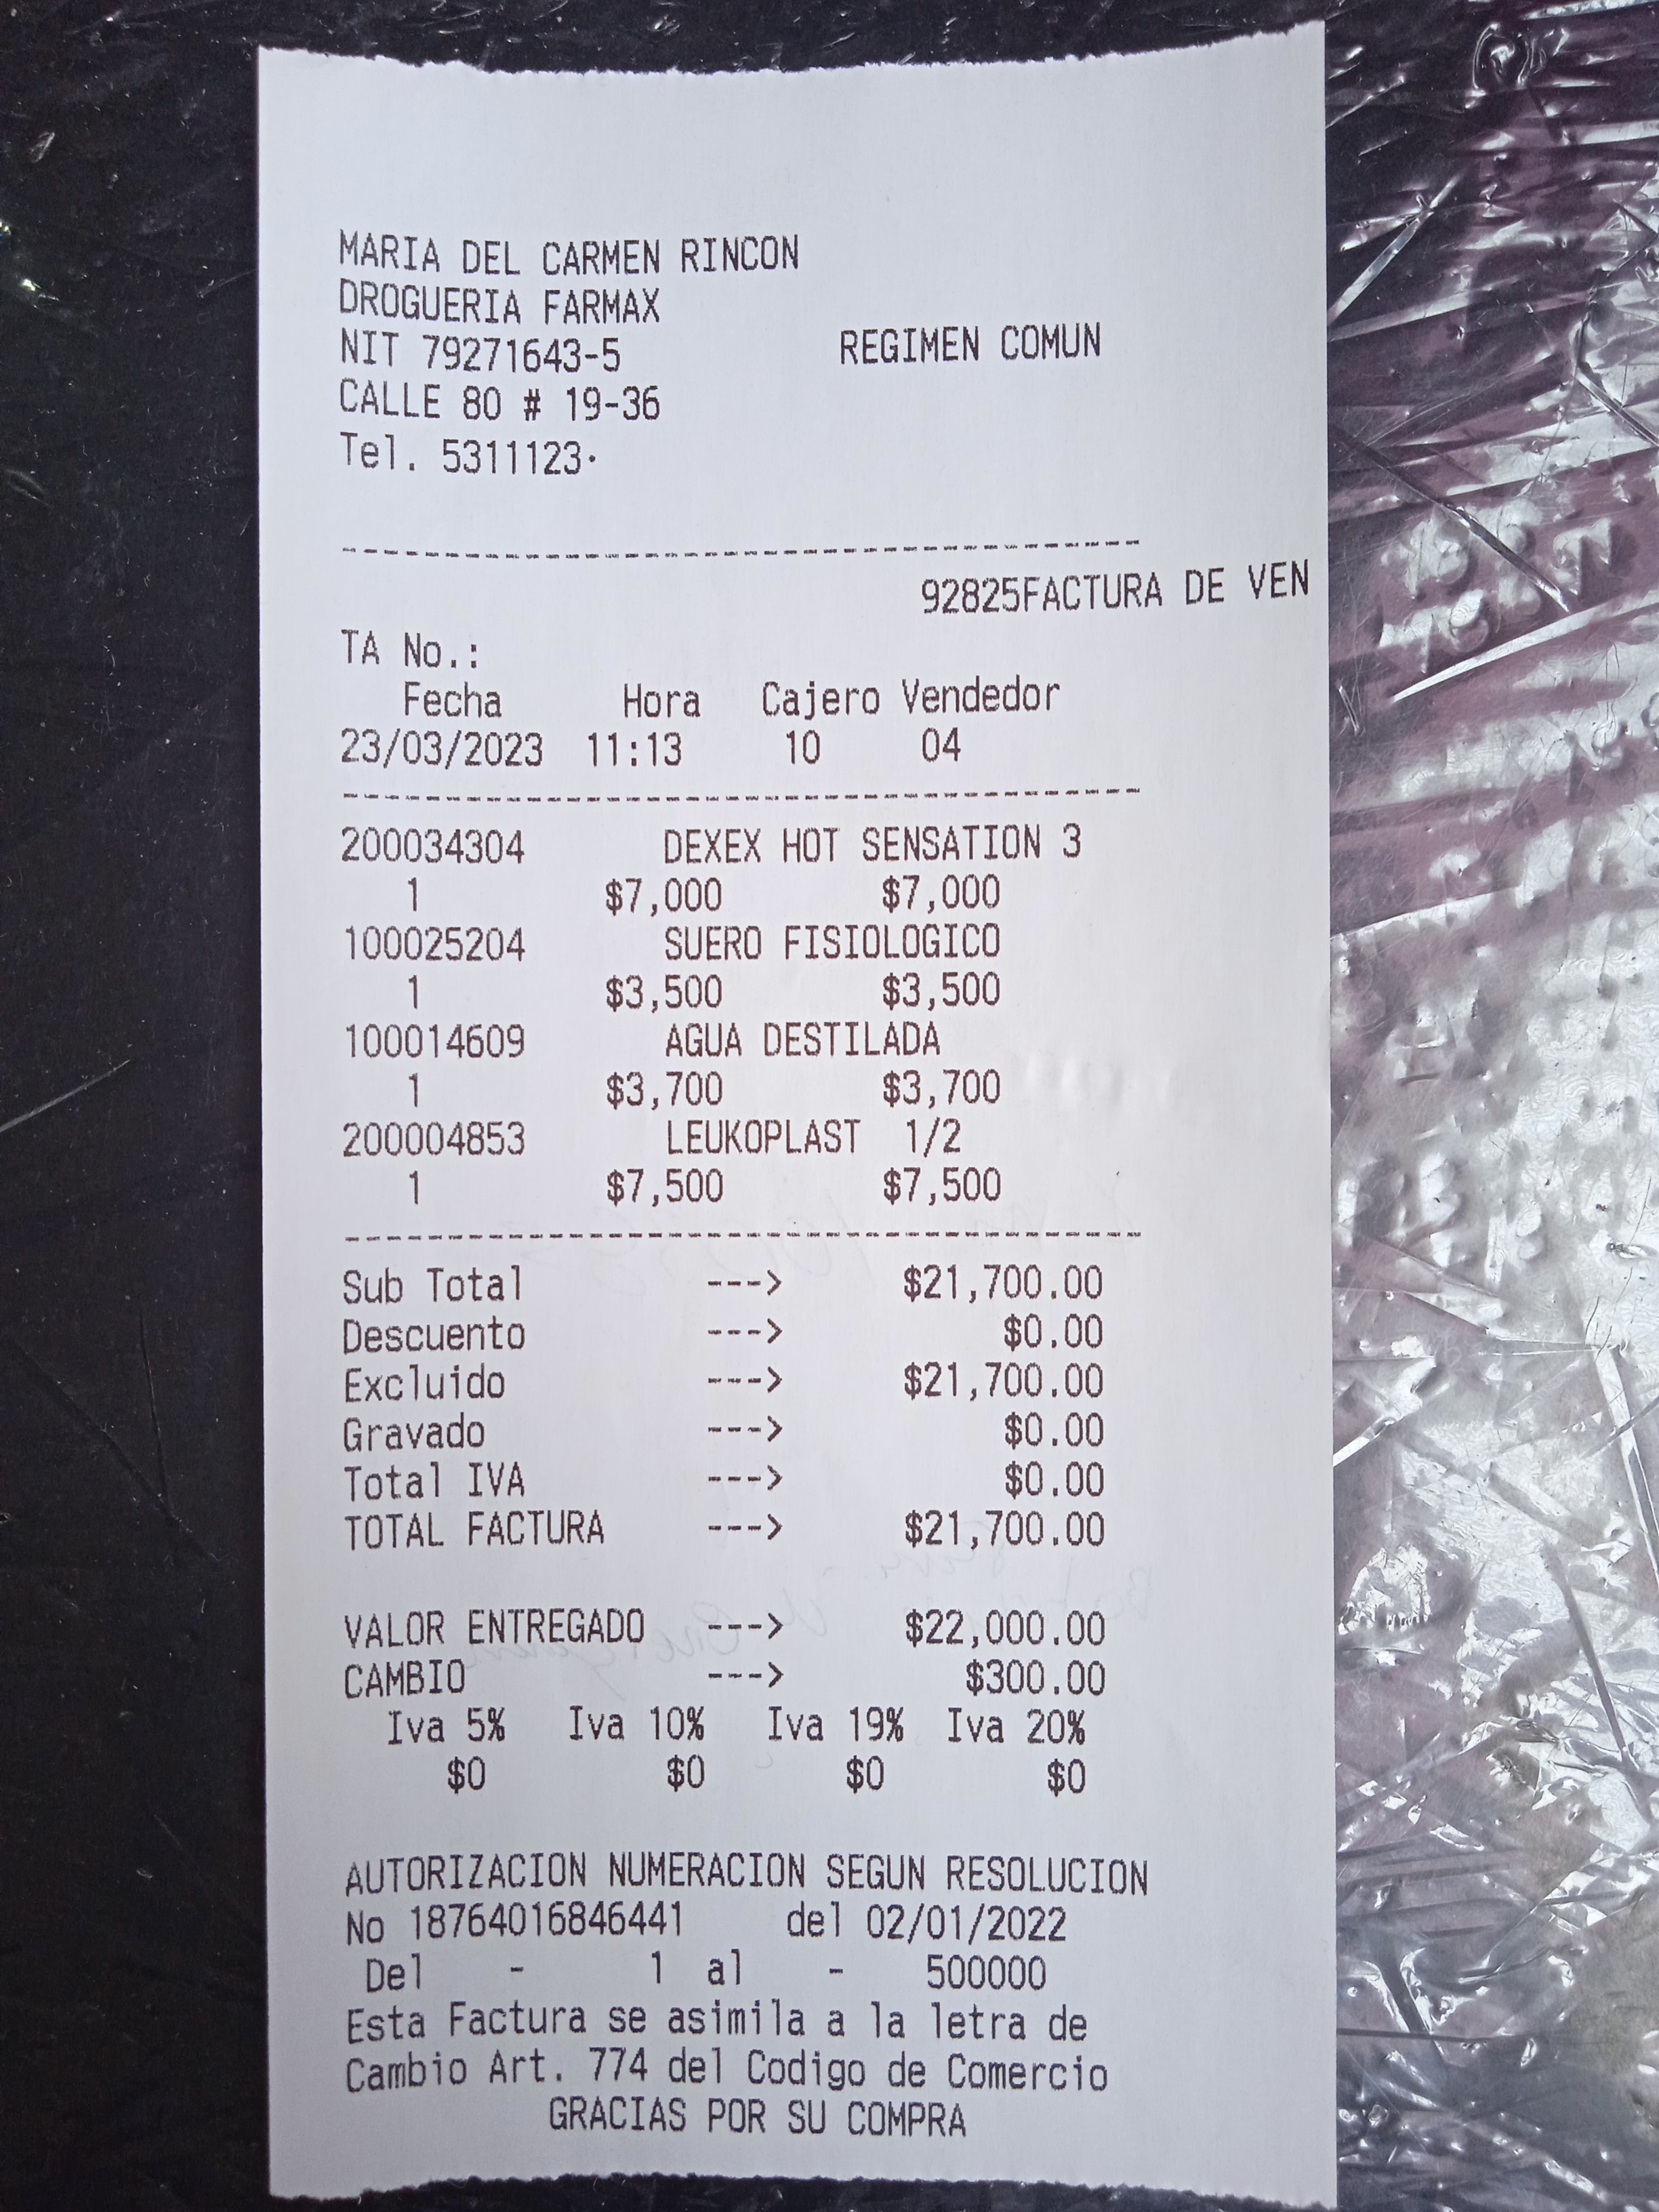 MARIA DEL CARMEN RINCON
DROGUERIA FARMAX
NIT 79271643-5 REGIMEN COMUN
CALLE 80 # 19-36
Tel. 5311123.
----------------------------------------
92825FACTURA DE VEN
TA No.:
Fecha Hora Cajero Vendedor
23/03/2023 11:13 10 04
----------------------------------------
200034304 DEXEX HOT SENSATION 3
1 $7,000 $7,000
100025204 SUERO FISIOLOGICO
1 $3,500 $3,500
100014609 AGUA DESTILADA
1 $3,700 $3,700
200004853 LEUKOPLAST 1/2
1 $7,500 $7,500
----------------------------------------
Sub Total ---> $21,700.00
Descuento ---> $0.00
Excluido ---> $21,700.00
Gravado ---> $0.00
Total IVA ---> $0.00
TOTAL FACTURA ---> $21,700.00
VALOR ENTREGADO ---> $22,000.00
CAMBIO ---> $300.00
Iva 5% Iva 10% Iva 19% Iva 20%
$0 $0 $0 $0
AUTORIZACION NUMERACION SEGUN RESOLUCION
No 18764016846441 del 02/01/2022
Del - 1 al - 500000
Esta Factura se asimila a la letra de
Cambio Art. 774 del Codigo de Comercio
GRACIAS POR SU COMPRA